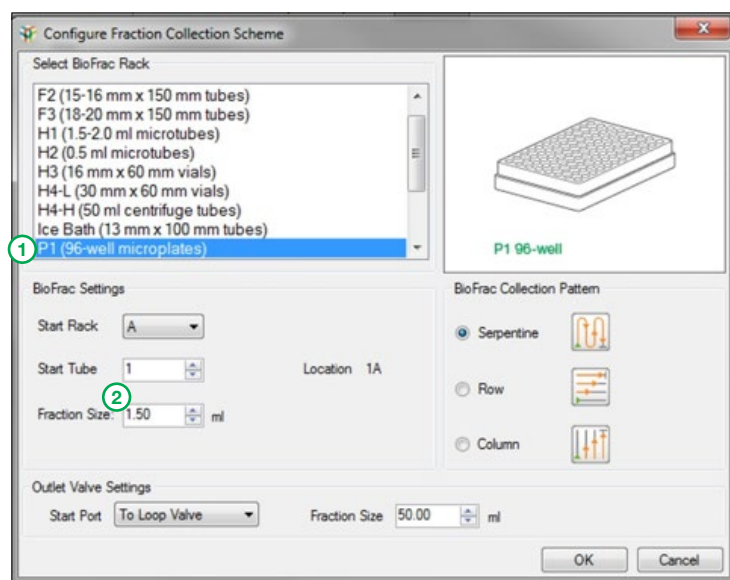 Configure Fraction Collection Scheme
Select BioFrac Rack
F2 (15-16 mm x 150 mm tubes)
F3 (18-20 mm x 150 mm tubes)
H1 (1.5-2.0 ml microtubes)
H2 (0.5 ml microtubes)
H3 (16 mm x 60 mm vials)
H4-L (30 mm x 60 mm vials)
H4-H (50 ml centrifuge tubes)
Ice Bath (13 mm x 100 mm tubes)
1 P1 (96-well microplates)
P1 96-well
BioFrac Settings
Start Rack A
Start Tube 1 Location 1A
2
Fraction Size: 1.50 ml
BioFrac Collection Pattern
Serpentine
Row
Column
Outlet Valve Settings
Start Port To Loop Valve Fraction Size 50.00 ml
OK Cancel